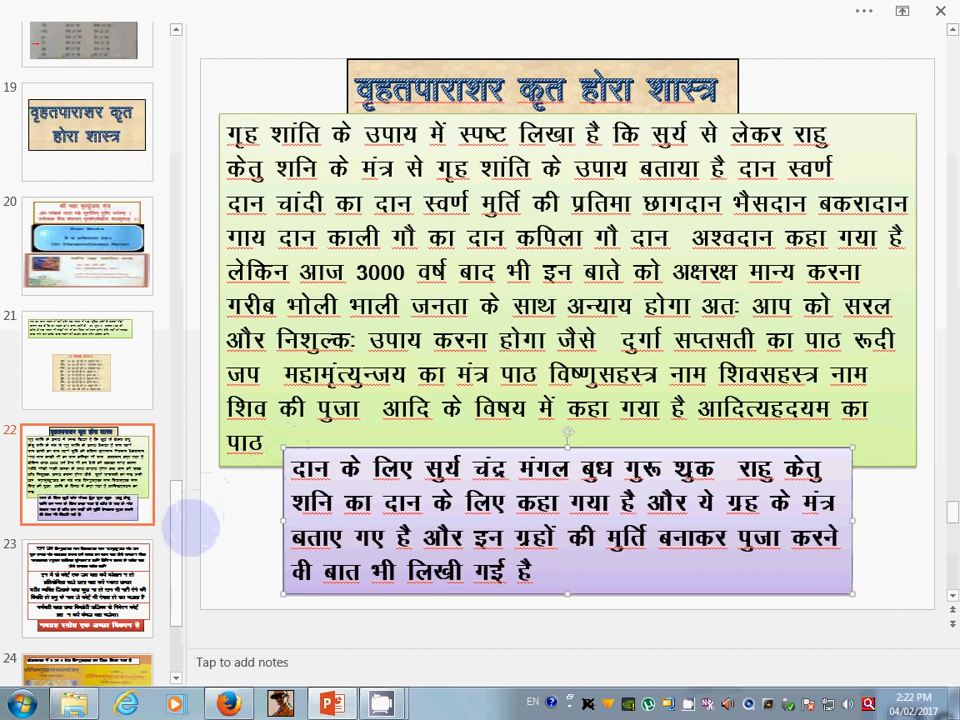 19
वृहतपाराशर कृत
होरा शास्त्र
20
21
22
23
24
वृहतपाराशर कृत होरा शास्त्र
गृह शांति के उपाय में स्पष्ट लिखा है कि सुर्य से लेकर राहु
केतु शनि के मंत्र से गृह शांति के उपाय बताया है दान स्वर्ण
दान चांदी का दान स्वर्ण मुर्ति की प्रतिमा छागदान भैसदान बकरादान
गाय दान काली गौ का दान कपिला गौ दान अश्वदान कहा गया है
लेकिन आज 3000 वर्ष बाद भी इन बाते को अक्षरक्ष मान्य करना
गरीब भोली भाली जनता के साथ अन्याय होगा अतः आप को सरल
और निशुल्कः उपाय करना होगा जैसे दुर्गा सप्तसती का पाठ रूदी
जप महामृंत्युन्जय का मंत्र पाठ विष्णुसहस्त्र नाम शिवसहस्त्र नाम
शिव की पुजा आदि के विषय में कहा गया है आदित्यहदयम का
पाठ
दान के लिए सुर्य चंद्र मंगल बुध गुरू शुक राहु केतु
शनि का दान के लिए कहा गया है और ये ग्रह के मंत्र
बताए गए है और इन ग्रहों की मुर्ति बनाकर पुजा करने
वी बात भी लिखी गई है
Tap to add notes
EN
2:22 PM
04/02/2017